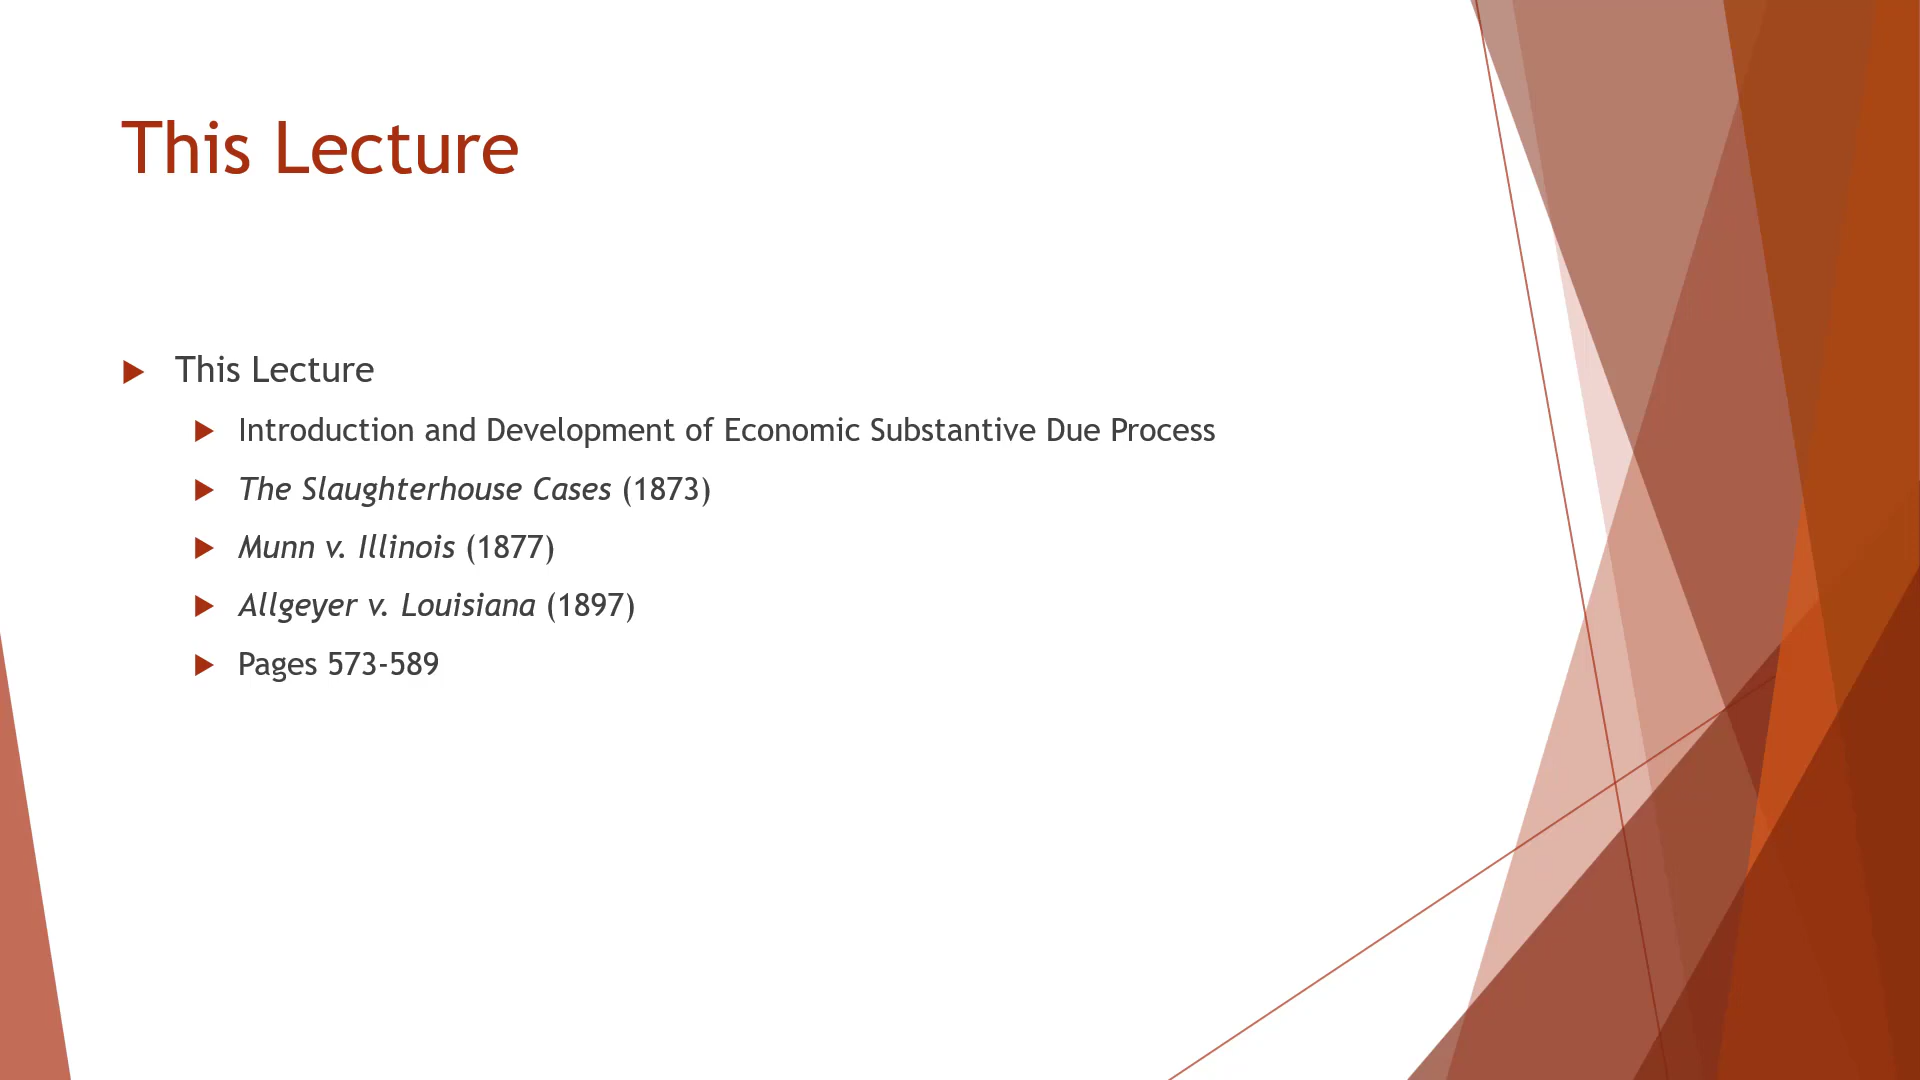 This Lecture
This Lecture
Introduction and Development of Economic Substantive Due Process
The Slaughterhouse Cases (1873)
Munn v. Illinois (1877)
Allgeyer v. Louisiana (1897)
Pages 573-589